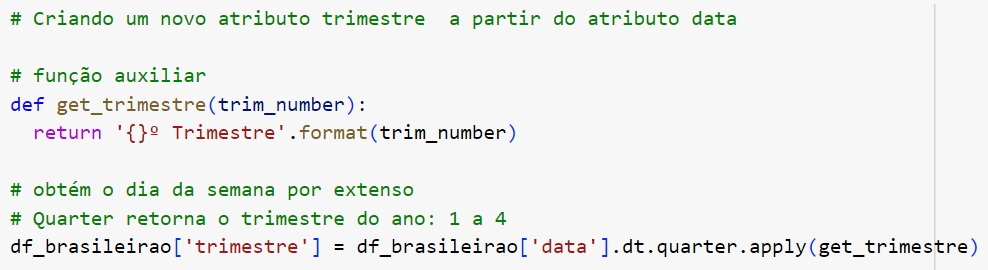 # Criando um novo atributo trimestre  a partir do atributo data
# função auxiliar
def get_trimestre(trim_number):
  return '{}º Trimestre'.format(trim_number)
# obtém o dia da semana por extenso
# Quarter retorna o trimestre do ano: 1 a 4
df_brasileirao['trimestre'] = df_brasileirao['data'].dt.quarter.apply(get_trimestre)